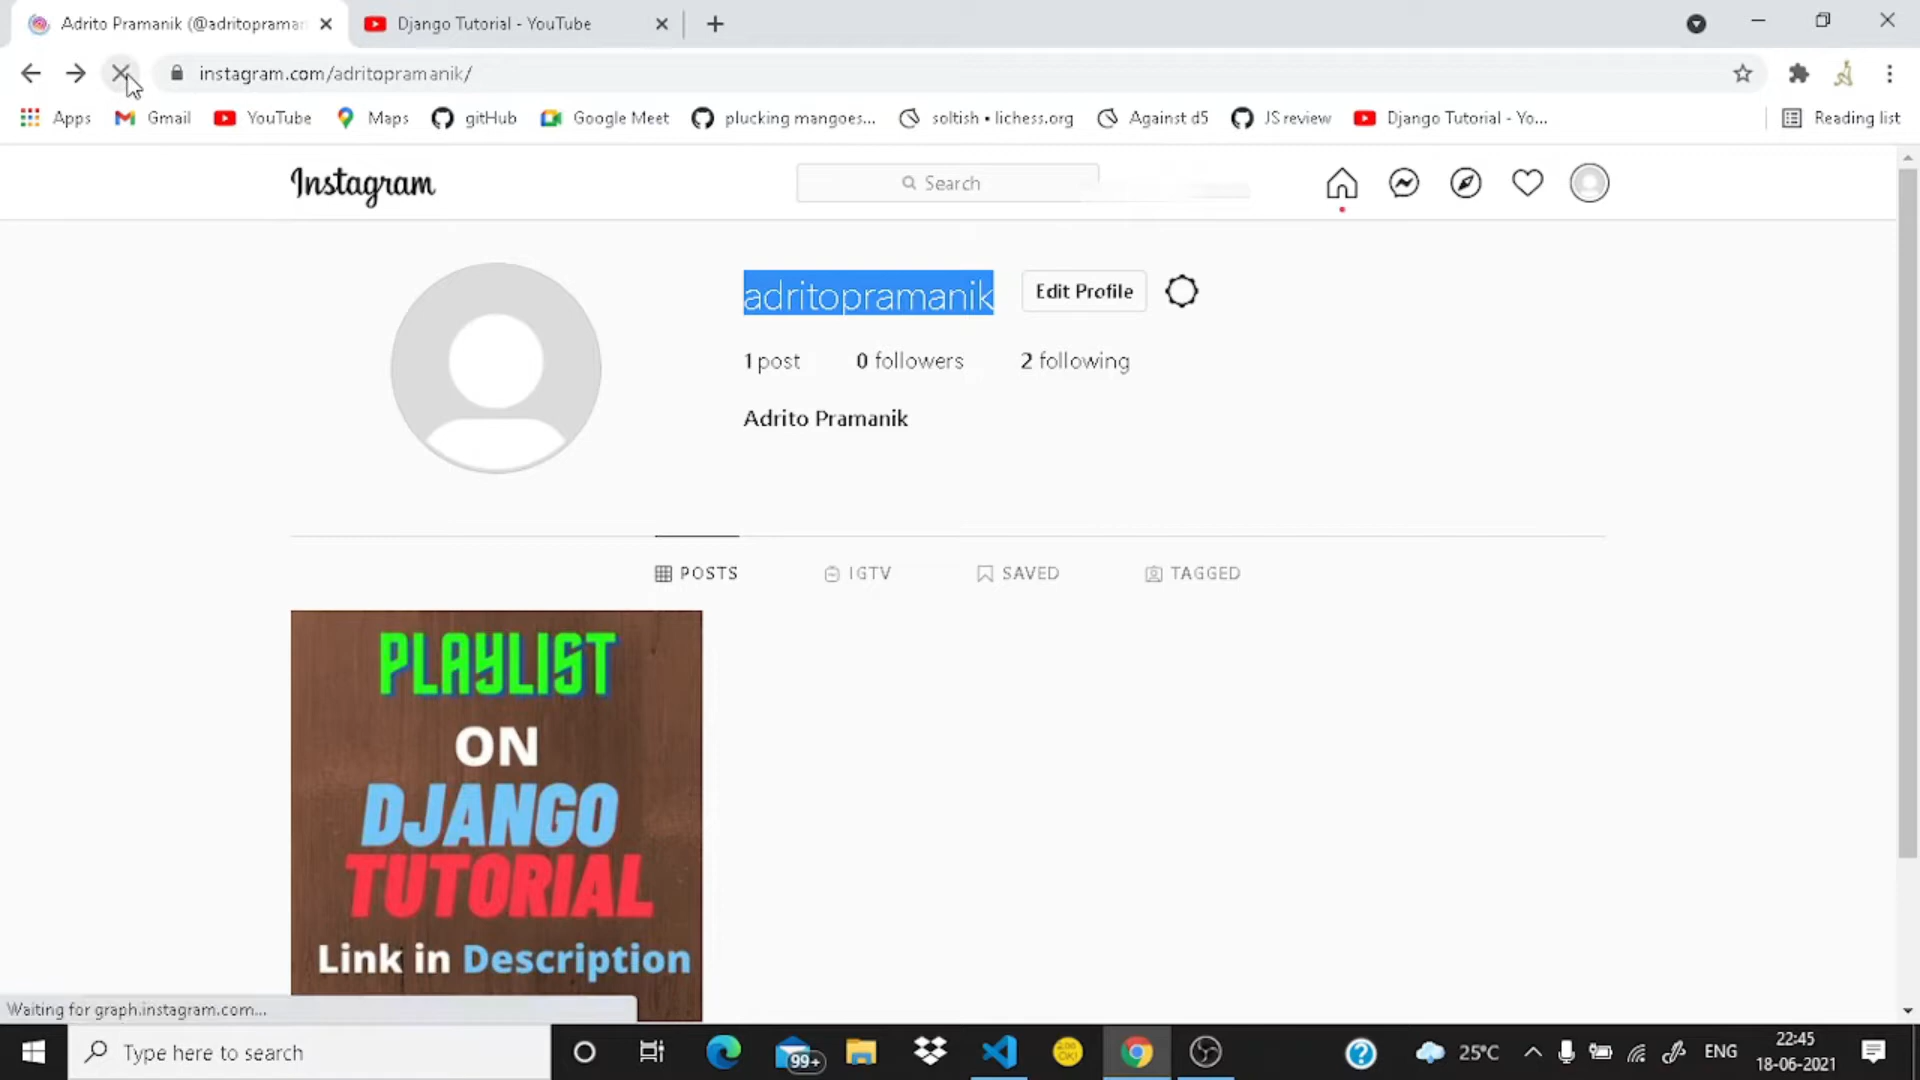 Adrito Pramanik (@adritopraman
Django Tutorial - YouTube
instagram.com/adritopramanik/
Apps
Gmail
YouTube
Maps
gitHub
Google Meet
plucking mangoes...
soltish • lichess.org
Against d5
JS review
Django Tutorial - Yo...
Reading list
Instagram
Search
adritopramanik
Edit Profile
1 post
0 followers
2 following
Adrito Pramanik
POSTS
IGTV
SAVED
TAGGED
PLAYLIST
ON
DJANGO
TUTORIAL
Link in Description
Waiting for graph.instagram.com...
Type here to search
99+
25°C
ENG
22:45
18-06-2021